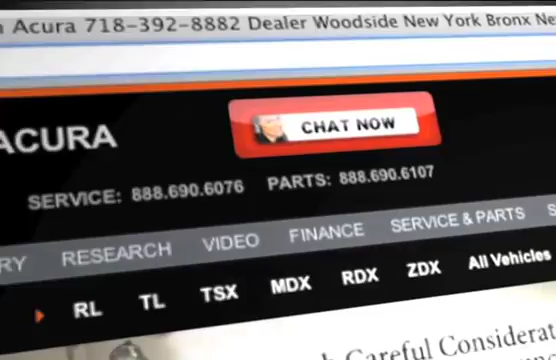 Acura 718-392-8882 Dealer Woodside New York Bronx
ACURA
CHAT NOW
SERVICE: 888.690.6076 PARTS: 888.690.6107
RESEARCH VIDEO FINANCE SERVICE & PARTS
RL TL TSX MDX RDX ZDX All Vehicles
Careful